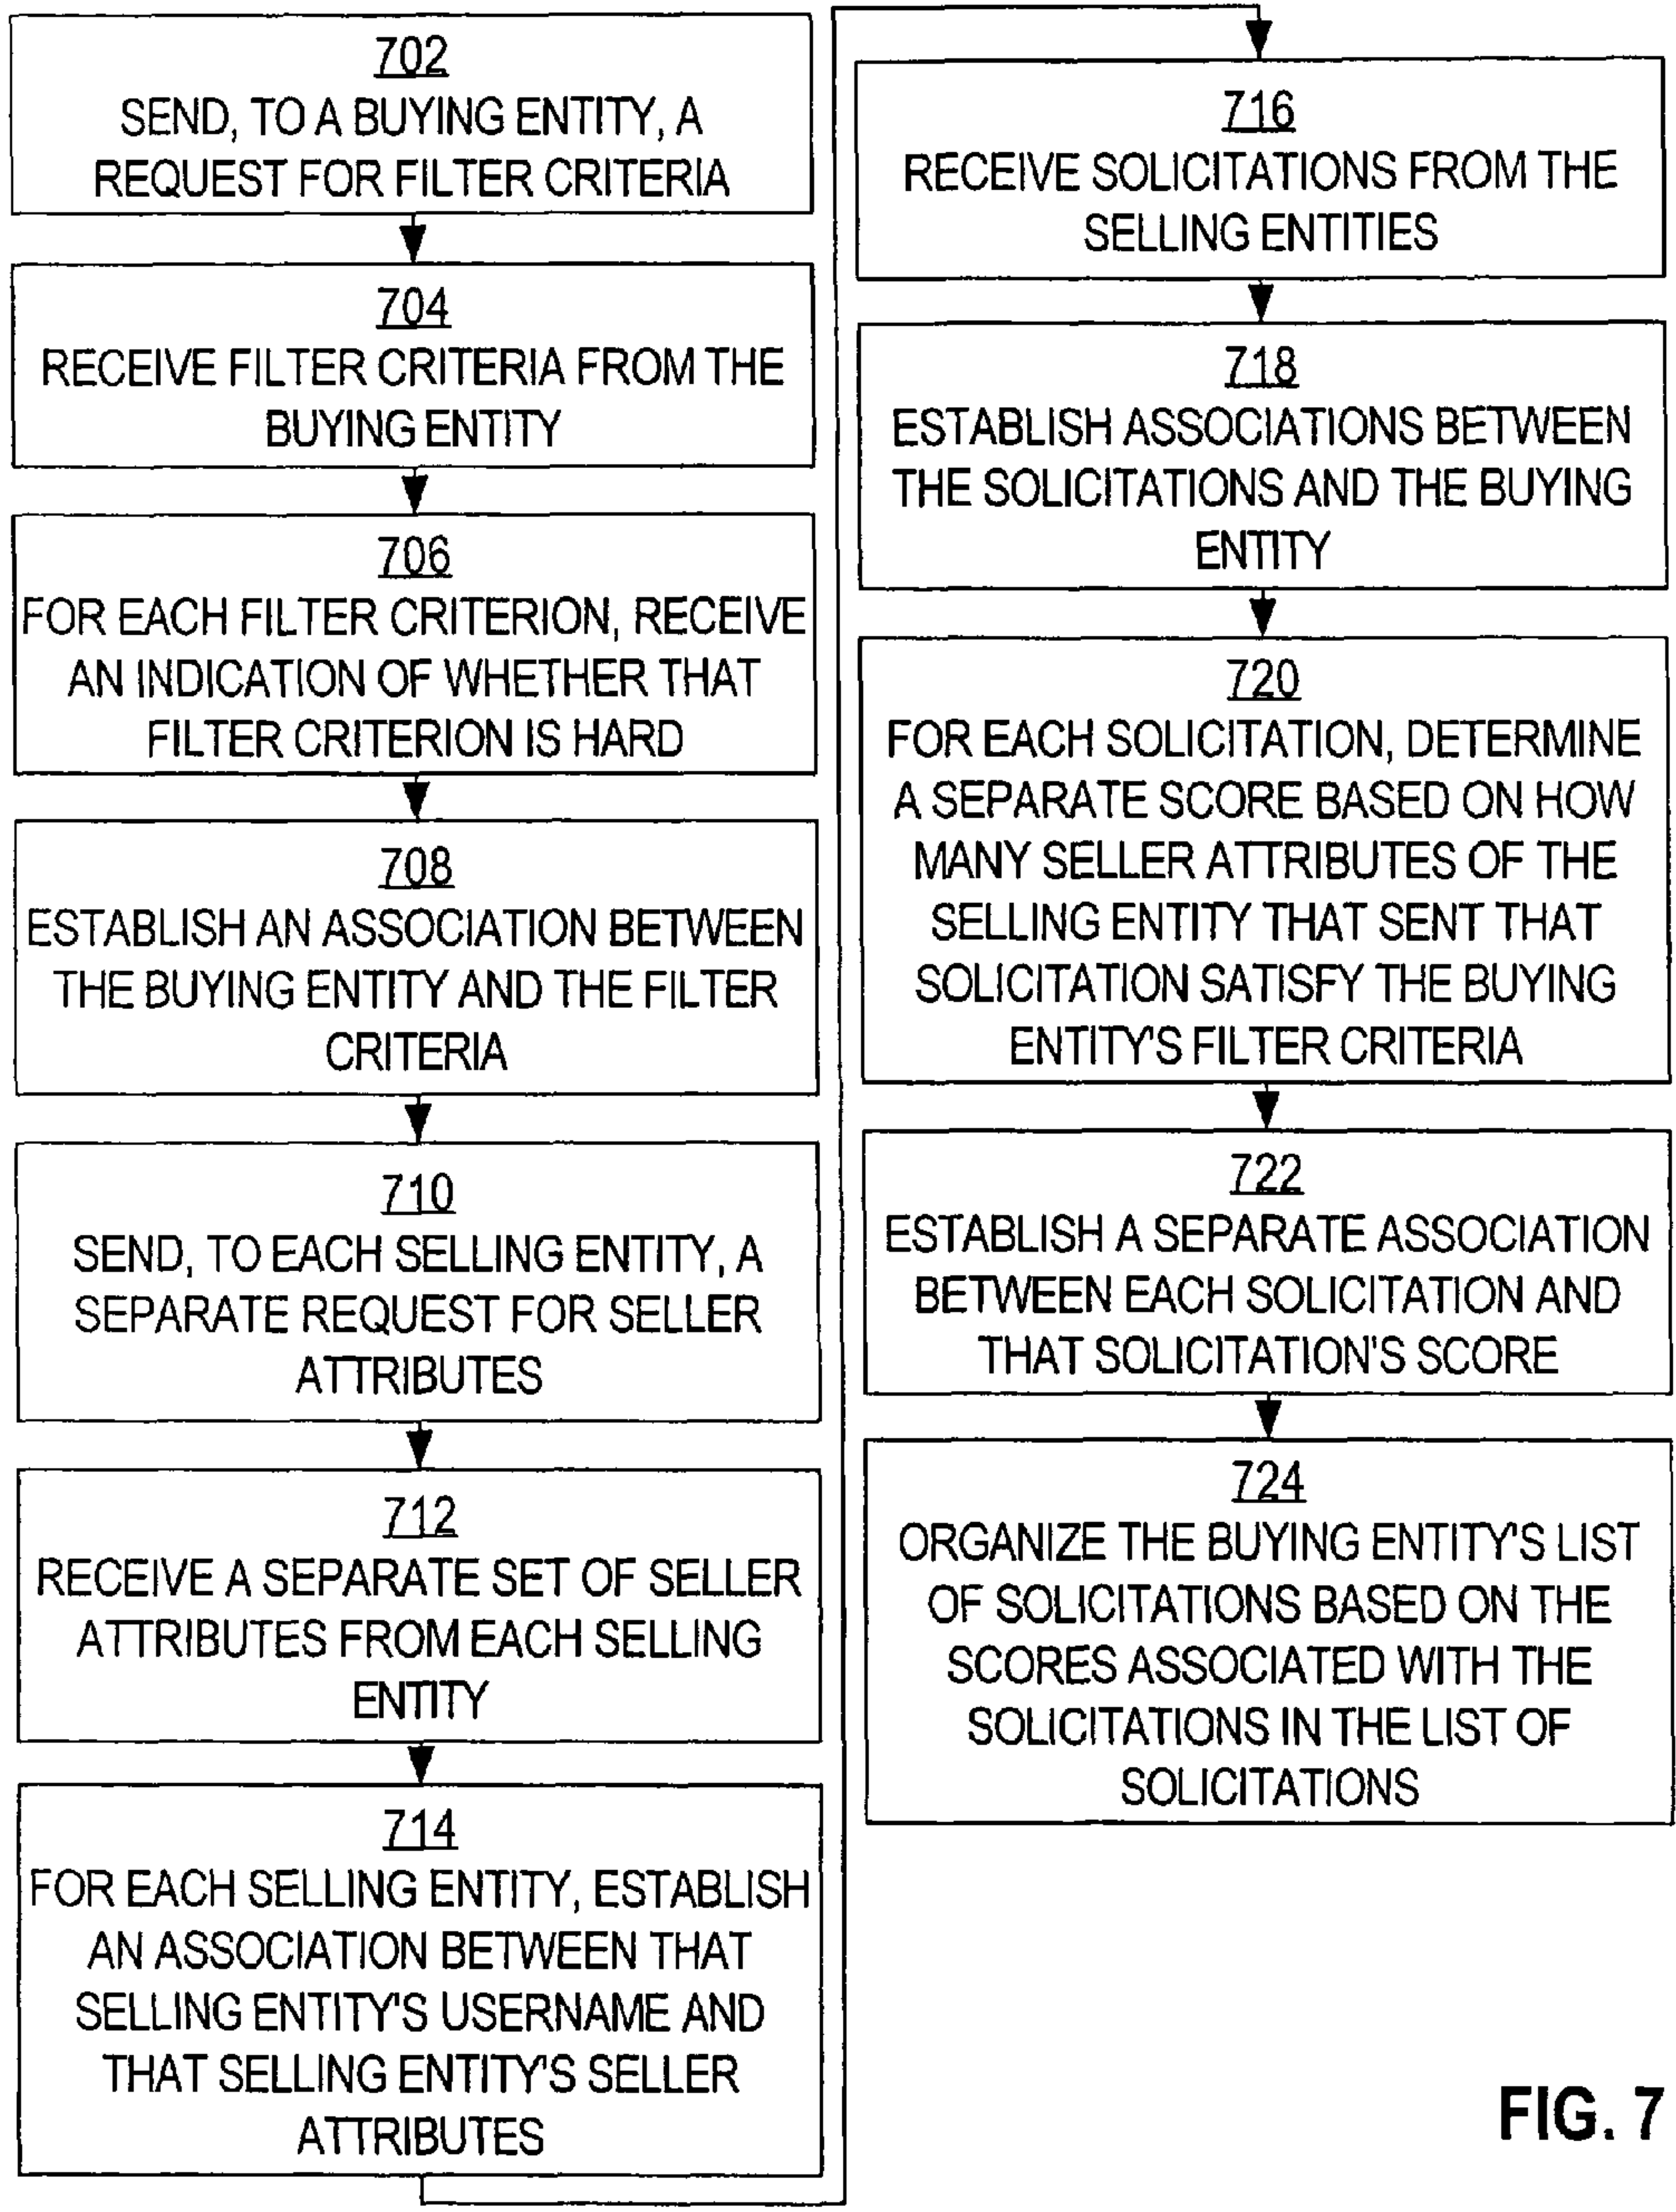 702
SEND, TO A BUYING ENTITY, A
REQUEST FOR FILTER CRITERIA
704
RECEIVE FILTER CRITERIA FROM THE
BUYING ENTITY
706
FOR EACH FILTER CRITERION, RECEIVE
AN INDICATION OF WHETHER THAT
FILTER CRITERION IS HARD
708
ESTABLISH AN ASSOCIATION BETWEEN
THE BUYING ENTITY AND THE FILTER
CRITERIA
710
SEND, TO EACH SELLING ENTITY, A
SEPARATE REQUEST FOR SELLER
ATTRIBUTES
712
RECEIVE A SEPARATE SET OF SELLER
ATTRIBUTES FROM EACH SELLING
ENTITY
714
FOR EACH SELLING ENTITY, ESTABLISH
AN ASSOCIATION BETWEEN THAT
SELLING ENTITY'S USERNAME AND
THAT SELLING ENTITY'S SELLER
ATTRIBUTES
716
RECEIVE SOLICITATIONS FROM THE
SELLING ENTITIES
718
ESTABLISH ASSOCIATIONS BETWEEN
THE SOLICITATIONS AND THE BUYING
ENTITY
720
FOR EACH SOLICITATION, DETERMINE
A SEPARATE SCORE BASED ON HOW
MANY SELLER ATTRIBUTES OF THE
SELLING ENTITY THAT SENT THAT
SOLICITATION SATISFY THE BUYING
ENTITY'S FILTER CRITERIA
722
ESTABLISH A SEPARATE ASSOCIATION
BETWEEN EACH SOLICITATION AND
THAT SOLICITATION'S SCORE
724
ORGANIZE THE BUYING ENTITY'S LIST
OF SOLICITATIONS BASED ON THE
SCORES ASSOCIATED WITH THE
SOLICITATIONS IN THE LIST OF
SOLICITATIONS
FIG. 7